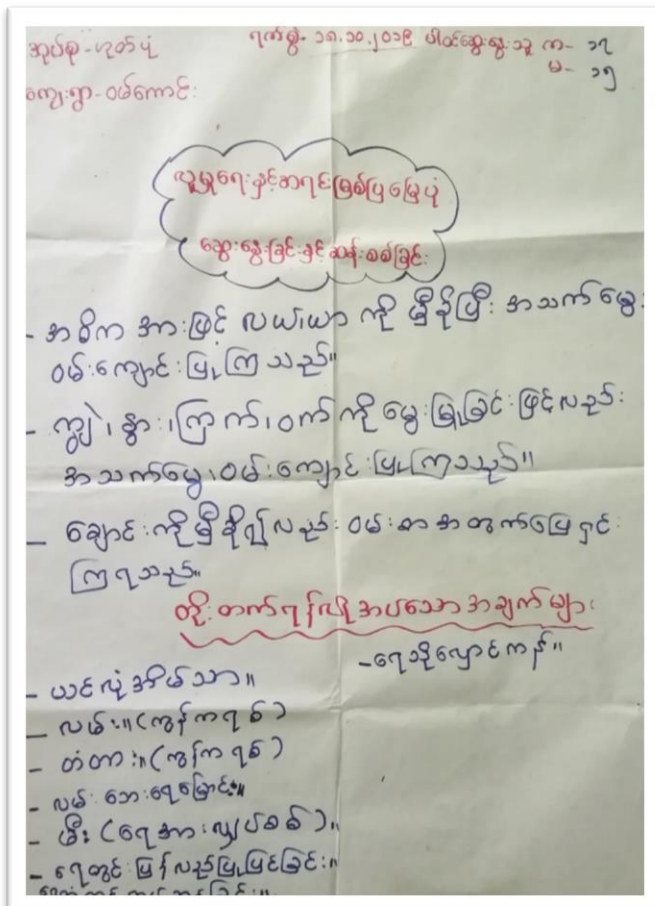 အုပ်စု-ဟုတ်ပုံ ရက်စွဲ- ၁၈.၁၀.၂၀၁၉ ပါဝင်ဆွေးနွေးသူ က- ၁၃
မ- ၁၅
ကျေးရွာ- ဝမ်ကောင်း
လူမှုရေးနှင့်အရင်းမြစ်ပြမြေပုံ
ဆွေးနွေးခြင်းနှင့်ဆန်းစစ်ခြင်း
- အဓိက အားဖြင့် လယ်ယာ ကို မှီခိုပြီး အသက်မွေး
ဝမ်းကျောင်းပြုကြသည်။
- ကျွဲ၊ နွား၊ ကြက်၊ ဝက် ကို မွေးမြူခြင်းဖြင့်လည်း
အသက်မွေးဝမ်းကျောင်းပြုကြသည်။
- ချောင်းကိုမှီခို၍လည်း ဝမ်းစာအတွက်ဖြေရှင်း
ကြရသည်။
တိုးတက်ရန်လိုအပ်သောအချက်များ
- ရေသိုလှောင်ကန်။
- ယင်လုံအိမ်သာ။
- လမ်း။ (ကွန်ကရစ်)
- တံတား။ (ကွန်ကရစ်)
- လမ်းဘေးရေမြောင်း။
- မီး (ရေအားလျှပ်စစ်)။
- ရေတွင်းပြန်လည်ပြုပြင်ခြင်း။